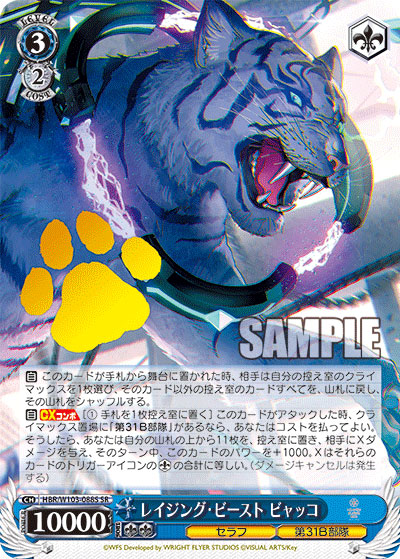 LEVEL
3
2
COST
SAMPLE
自 このカードが手札から舞台に置かれた時、相手は自分の控え室のクライ
マックスを1枚選び、そのカード以外の控え室のカードすべてを、山札に戻し、
その山札をシャッフルする。
自 CXコンボ [① 手札を1枚控え室に置く] このカードがアタックした時、クラ
イマックス置場に「第31B部隊」があるなら、あなたはコストを払ってよい。
そうしたら、あなたは自分の山札の上から11枚を、控え室に置き、相手にXダメ
ージを与え、そのターン中、このカードのパワーを+1000。Xはそれらの
カードのトリガーアイコンの合計に等しい。(ダメージキャンセルは発生
する)
CH HBR/W103-088S SR
レイジング・ビースト ビャッコ
10000
セラフ
第31B部隊
©WFS Developed by WRIGHT FLYER STUDIOS ©VISUAL ARTS/Key